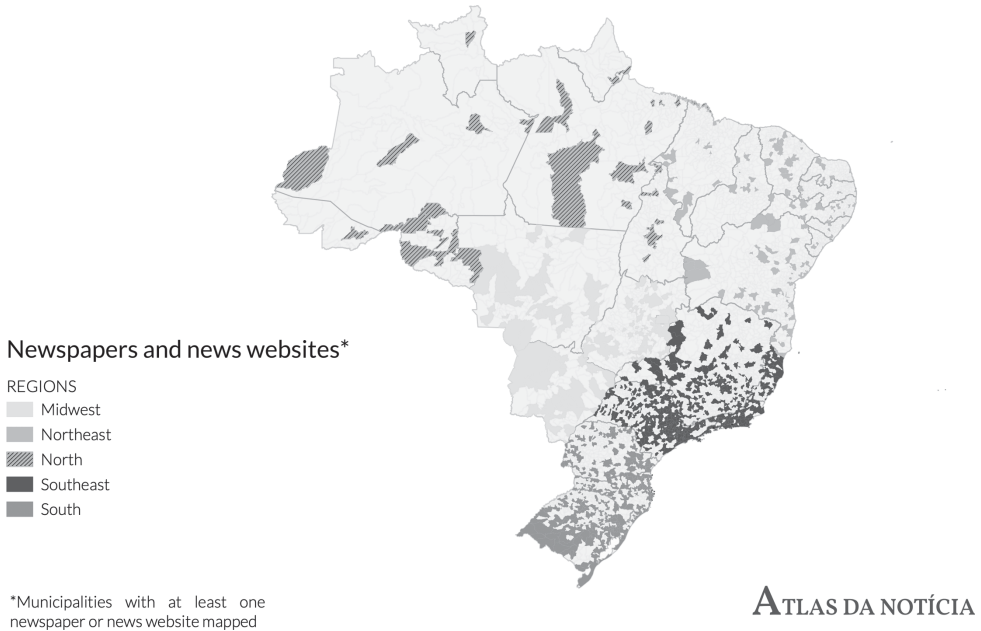 Newspapers and news websites*
REGIONS
Midwest
Northeast
North
Southeast
South
*Municipalities with at least one
newspaper or news website mapped
ATLAS DA NOTÍCIA